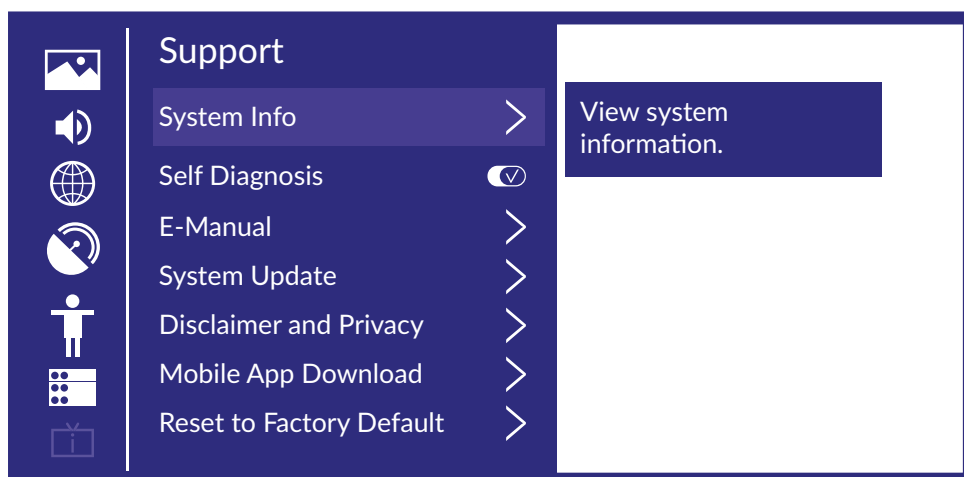 Support
System Info
View system
information.
Self Diagnosis
E-Manual
System Update
Disclaimer and Privacy
Mobile App Download
Reset to Factory Default